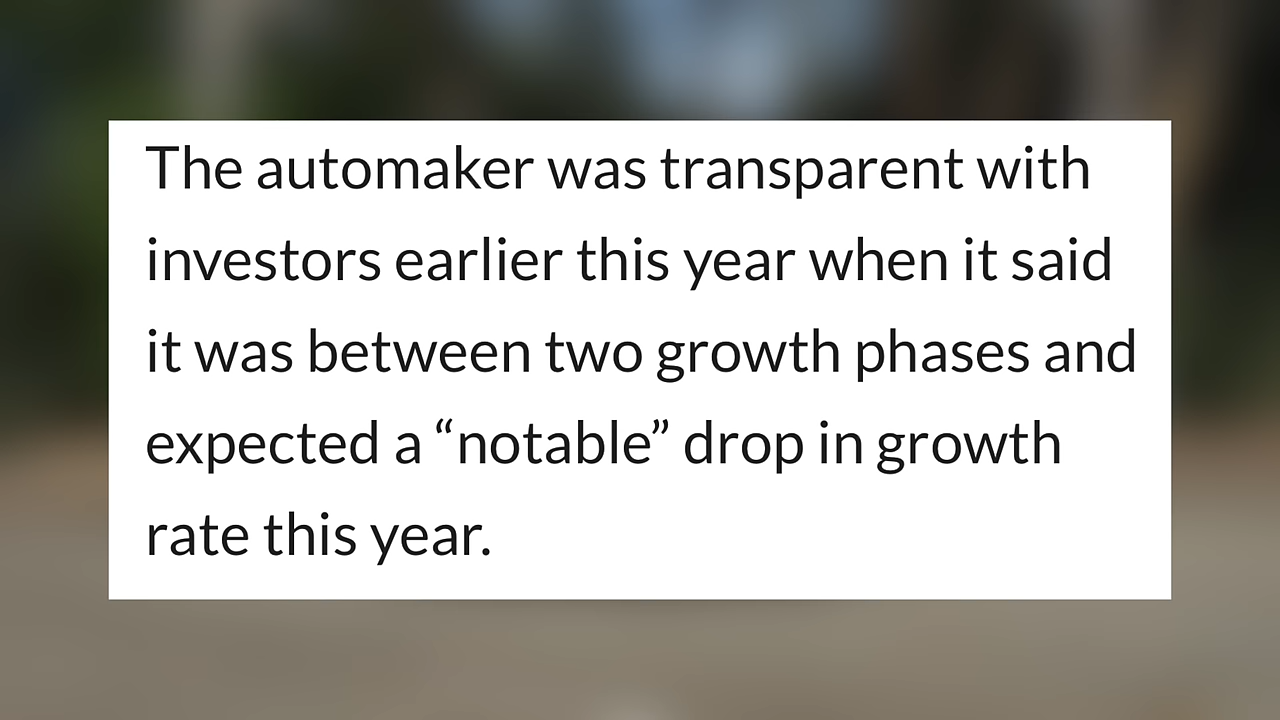 The automaker was transparent with
investors earlier this year when it said
it was between two growth phases and
expected a “notable” drop in growth
rate this year.